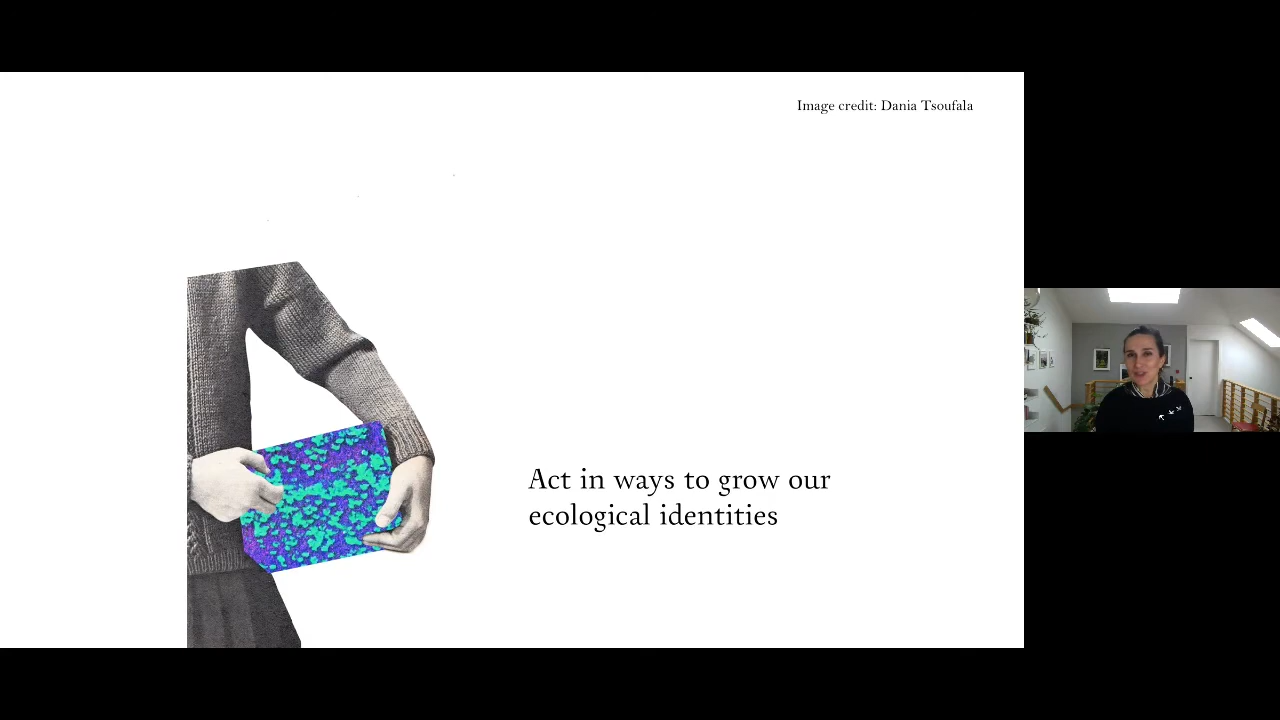 Image credit: Dania Tsoufala
Act in ways to grow our
ecological identities